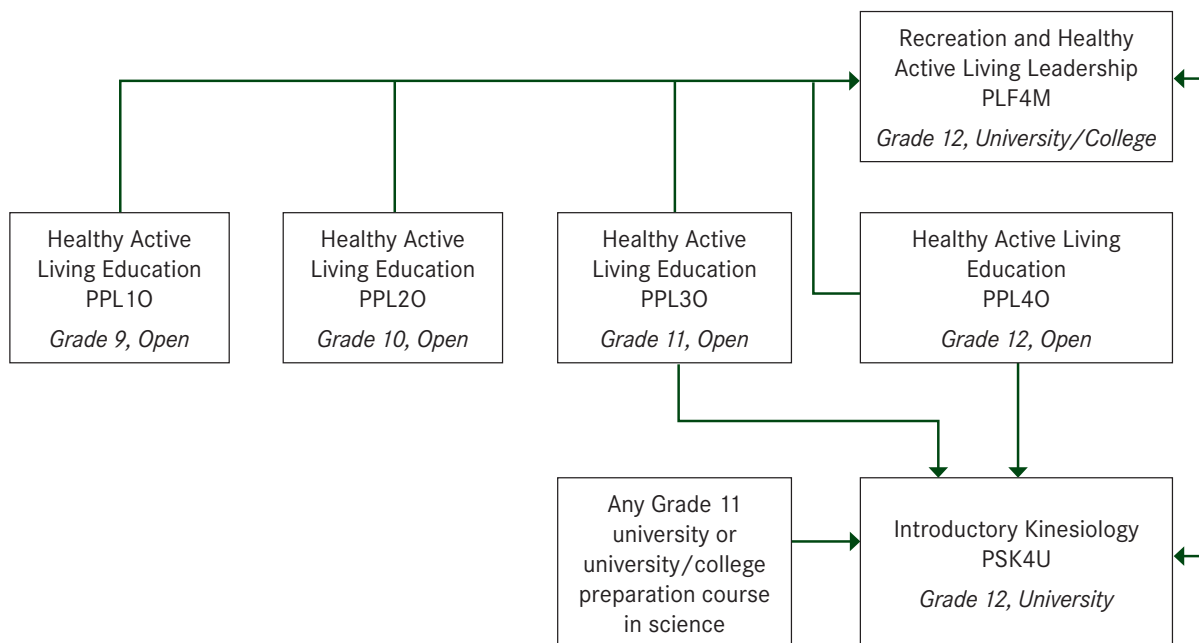 Recreation and Healthy
Active Living Leadership
PLF4M
Grade 12, University/College
Healthy Active
Living Education
PPL1O
Grade 9, Open
Healthy Active
Living Education
PPL2O
Grade 10, Open
Healthy Active
Living Education
PPL3O
Grade 11, Open
Healthy Active Living
Education
PPL4O
Grade 12, Open
Any Grade 11
university or
university/college
preparation course
in science
Introductory Kinesiology
PSK4U
Grade 12, University